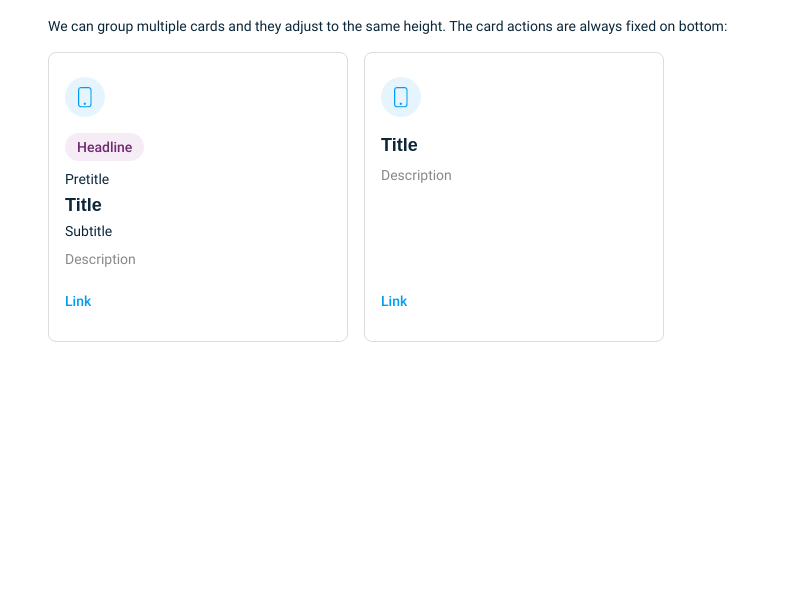 We can group multiple cards and they adjust to the same height. The card actions are always fixed on bottom:
Headline
Pretitle
Title
Subtitle
Description
Link
Title
Description
Link